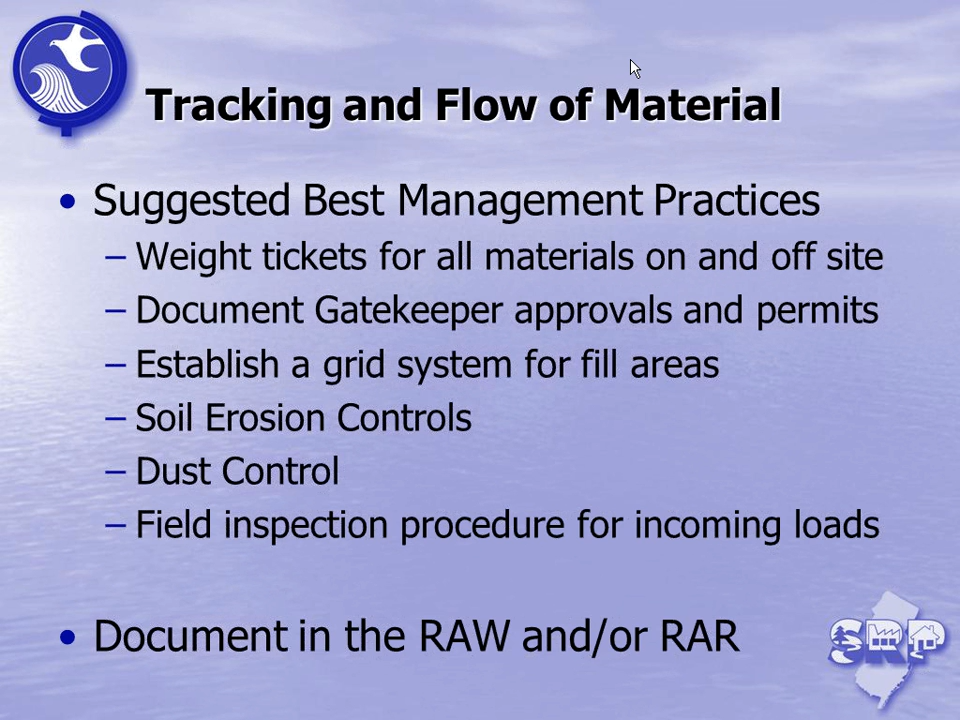 Tracking and Flow of Material
• Suggested Best Management Practices
– Weight tickets for all materials on and off site
– Document Gatekeeper approvals and permits
– Establish a grid system for fill areas
– Soil Erosion Controls
– Dust Control
– Field inspection procedure for incoming loads
• Document in the RAW and/or RAR
SRP